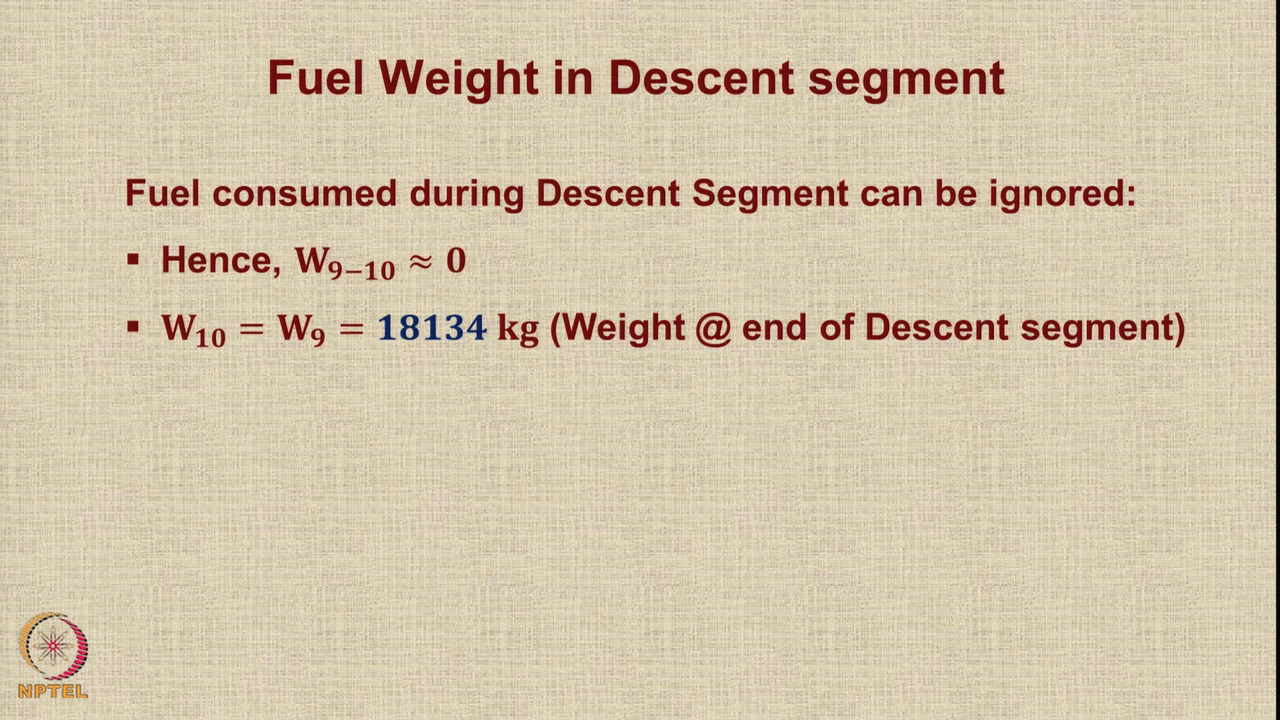 Fuel Weight in Descent segment
Fuel consumed during Descent Segment can be ignored:
▪ Hence, W₉₋₁₀ ≈ 0
▪ W₁₀ = W₉ = 18134 kg (Weight @ end of Descent segment)
NPTEL